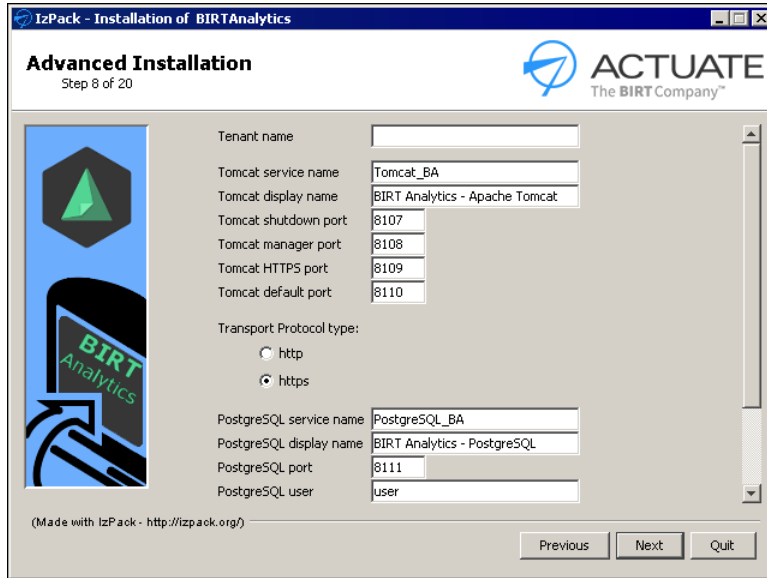 IzPack - Installation of BIRTAnalytics
Advanced Installation
Step 8 of 20
ACTUATE
The BIRT Company™
Tenant name
Tomcat service name Tomcat_BA
Tomcat display name BIRT Analytics - Apache Tomcat
Tomcat shutdown port 8107
Tomcat manager port 8108
Tomcat HTTPS port 8109
Tomcat default port 8110
Transport Protocol type:
http
https
BIRT
Analytics
PostgreSQL service name PostgreSQL_BA
PostgreSQL display name BIRT Analytics - PostgreSQL
PostgreSQL port 8111
PostgreSQL user user
(Made with IzPack - http://izpack.org/)
Previous Next Quit